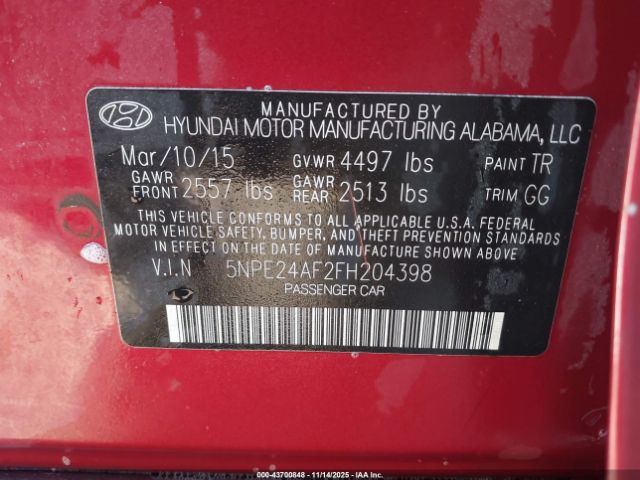 MANUFACTURED BY
HYUNDAI MOTOR MANUFACTURING ALABAMA, LLC
Mar/10/15 GVWR 4497 lbs PAINT TR
GAWR FRONT 2557 lbs GAWR REAR 2513 lbs TRIM GG
THIS VEHICLE CONFORMS TO ALL APPLICABLE U.S.A. FEDERAL
MOTOR VEHICLE SAFETY, BUMPER, AND THEFT PREVENTION STANDARDS
IN EFFECT ON THE DATE OF MANUFACTURE SHOWN ABOVE.
V.I.N 5NPE24AF2FH204398
PASSENGER CAR
000-43700848 - 11/14/2025 - IAA Inc.